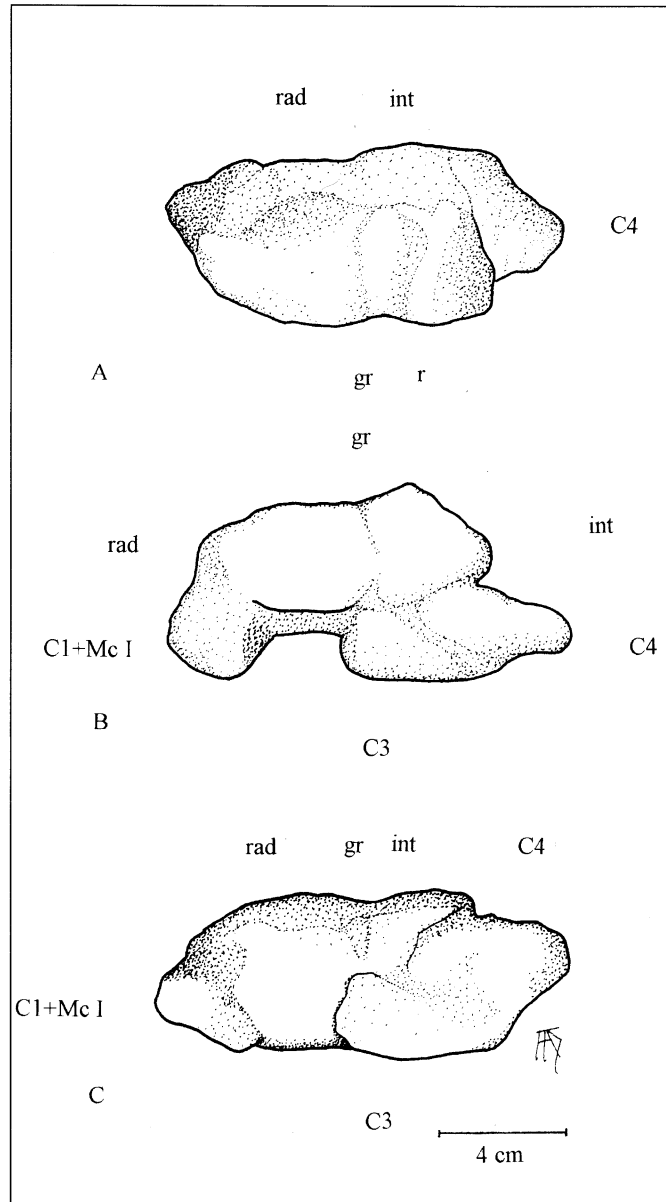 rad int
C4
A
gr r
gr
rad
int
C1+Mc I
C4
B
C3
rad gr int C4
C1+Mc I
C
C3
4 cm